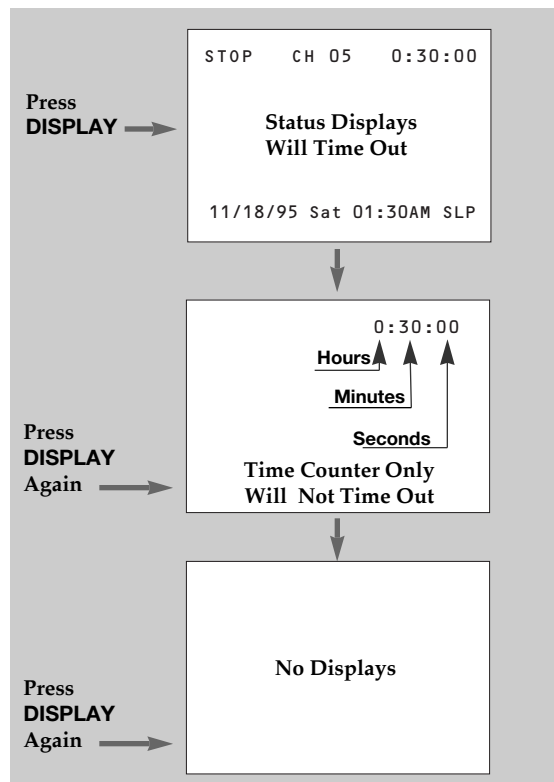 STOP CH 05 0:30:00
Press
DISPLAY
Status Displays
Will Time Out
11/18/95 Sat 01:30AM SLP
0:30:00
Hours
Minutes
Seconds
Press
DISPLAY
Again
Time Counter Only
Will Not Time Out
No Displays
Press
DISPLAY
Again